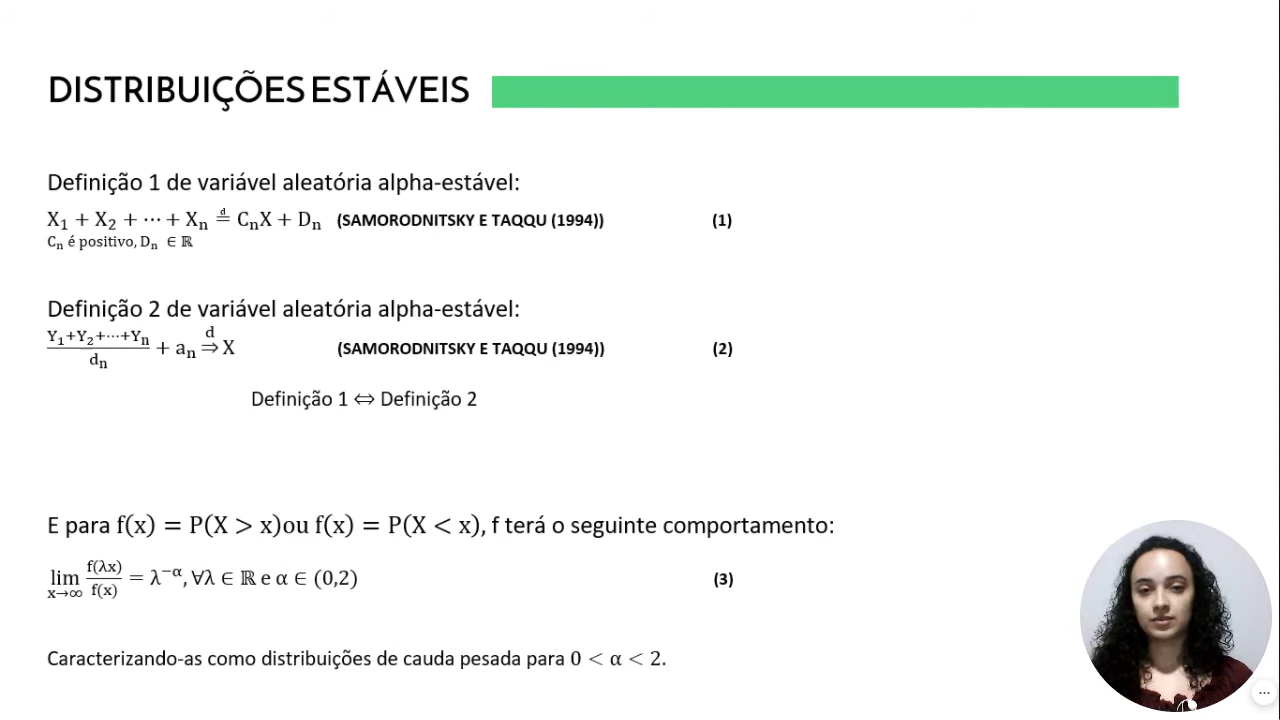 DISTRIBUIÇÕES ESTÁVEIS
Definição 1 de variável aleatória alpha-estável:
X₁ + X₂ + ⋯ + Xₙ ≝ CₙX + Dₙ (SAMORODNITSKY E TAQQU (1994)) (1)
Cₙ é positivo, Dₙ ∈ ℝ
Definição 2 de variável aleatória alpha-estável:
(Y₁+Y₂+⋯+Yₙ)/dₙ + aₙ ⇒ᵈ X (SAMORODNITSKY E TAQQU (1994)) (2)
Definição 1 ⇔ Definição 2
E para f(x) = P(X > x)ou f(x) = P(X < x), f terá o seguinte comportamento:
lim x→∞ f(λx)/f(x) = λ^−α, ∀λ ∈ ℝ e α ∈ (0,2) (3)
Caracterizando-as como distribuições de cauda pesada para 0 < α < 2.